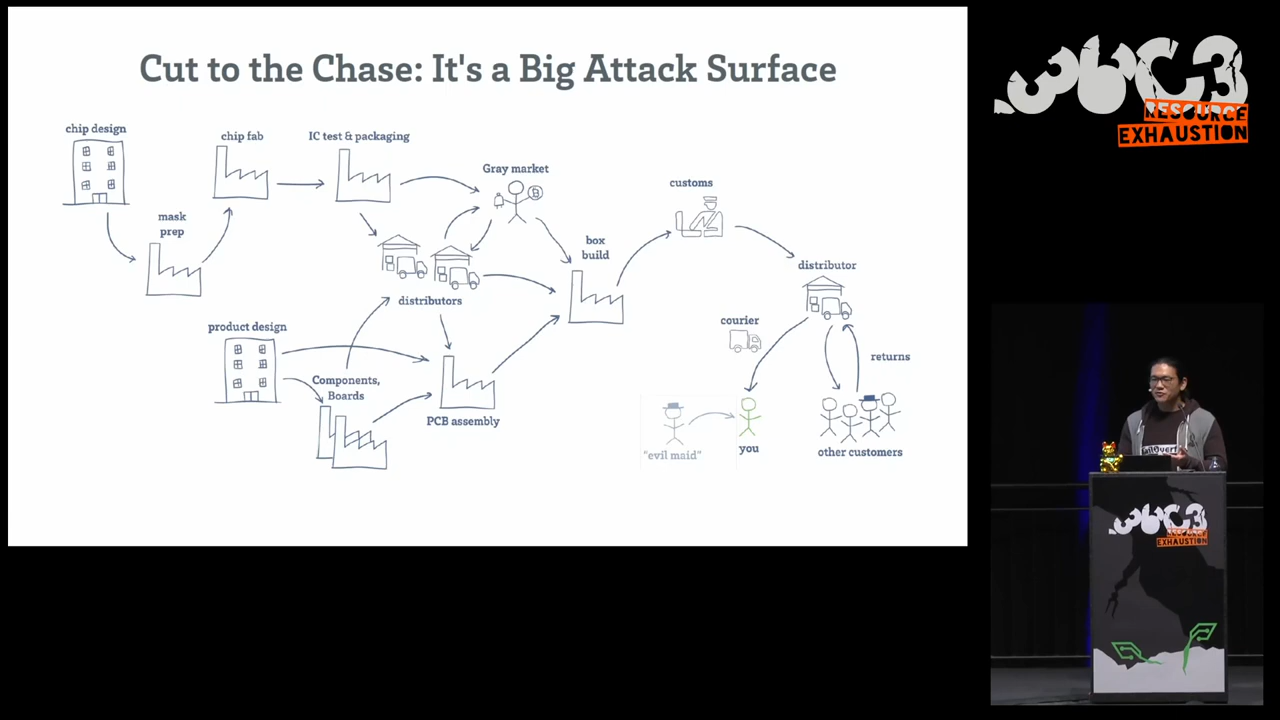 Cut to the Chase: It's a Big Attack Surface
chip design
chip fab
IC test & packaging
Gray market
customs
mask
prep
box
build
distributor
distributors
product design
courier
returns
Components,
Boards
PCB assembly
"evil maid"
you
other customers
36C3
RESOURCE
EXHAUSTION
36C3
RESOURCE
EXHAUSTION